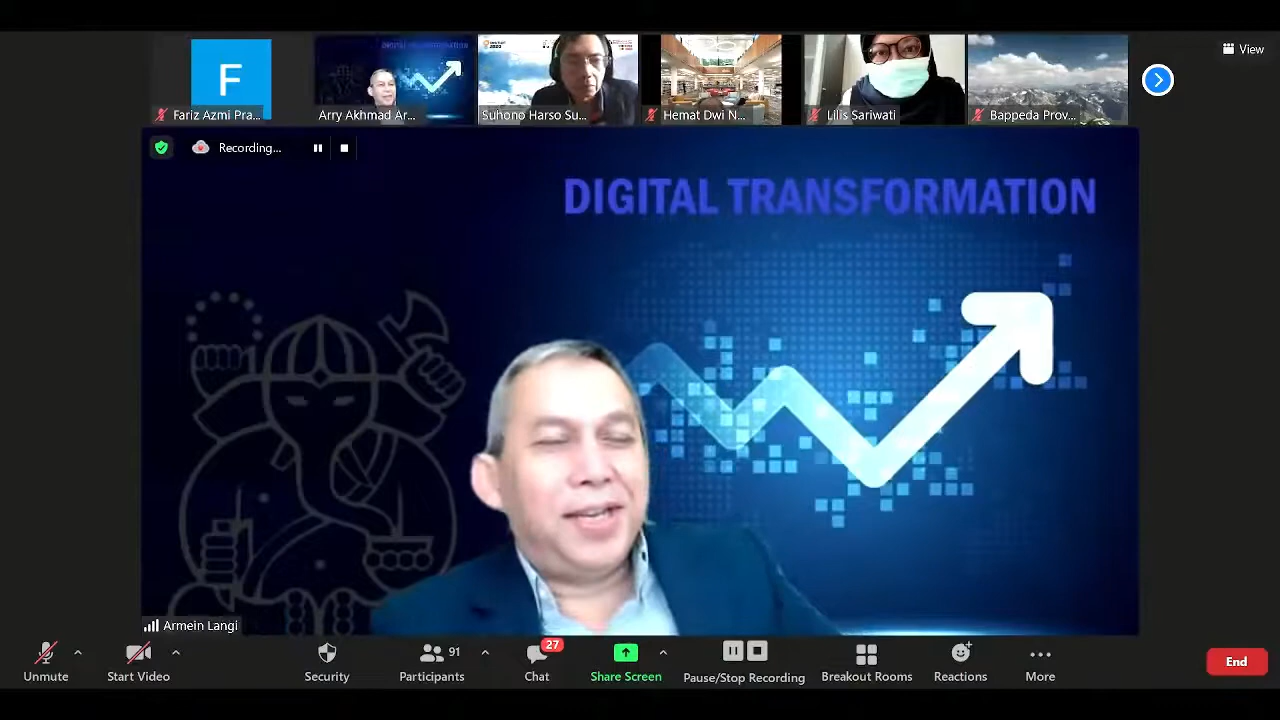 F
Fariz Azmi Pra...
DIGITAL TRANSFORMATION
Arry Akhmad Ar...
Suhono Harso Su...
Hemat Dwi N...
Lilis Sariwati
Bappeda Prov...
View
Recording...
DIGITAL TRANSFORMATION
Armein Langi
Unmute
Start Video
Security
91
Participants
27
Chat
Share Screen
Pause/Stop Recording
Breakout Rooms
Reactions
More
End